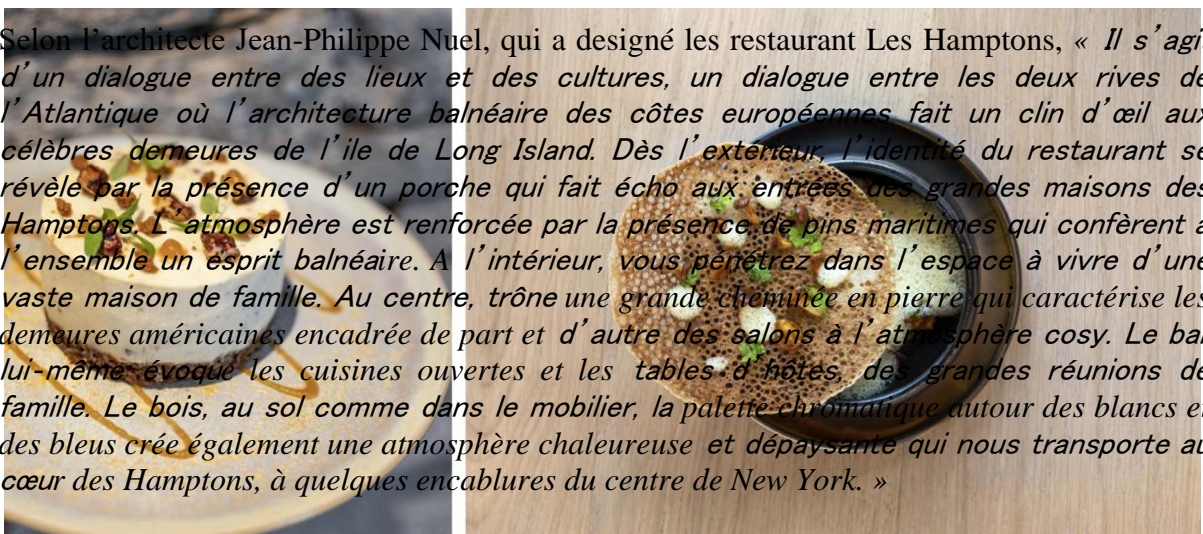 Selon l'architecte Jean-Philippe Nuel, qui a designé les restaurant Les Hamptons, « Il s'agi
d'un dialogue entre des lieux et des cultures, un dialogue entre les deux rives de
l'Atlantique où l'architecture balnéaire des côtes européennes fait un clin d'œil aux
célèbres demeures de l'ile de Long Island. Dès l'extérieur, l'identité du restaurant se
révèle par la présence d'un porche qui fait écho aux entrées des grandes maisons de
Hamptons. L'atmosphère est renforcée par la présence de pins maritimes qui confèrent à
l'ensemble un esprit balnéaire. A l'intérieur, vous pénétrez dans l'espace à vivre d'une
vaste maison de famille. Au centre, trône une grande cheminée en pierre qui caractérise les
demeures américaines encadrée de part et d'autre des salons à l'atmosphère cosy. Le ba
lui-même évoque les cuisines ouvertes et les tables d'hôtes, des grandes réunions de
famille. Le bois, au sol comme dans le mobilier, la palette chromatique autour des blancs et
des bleus crée également une atmosphère chaleureuse et dépaysante qui nous transporte au
cœur des Hamptons, à quelques encablures du centre de New York. »